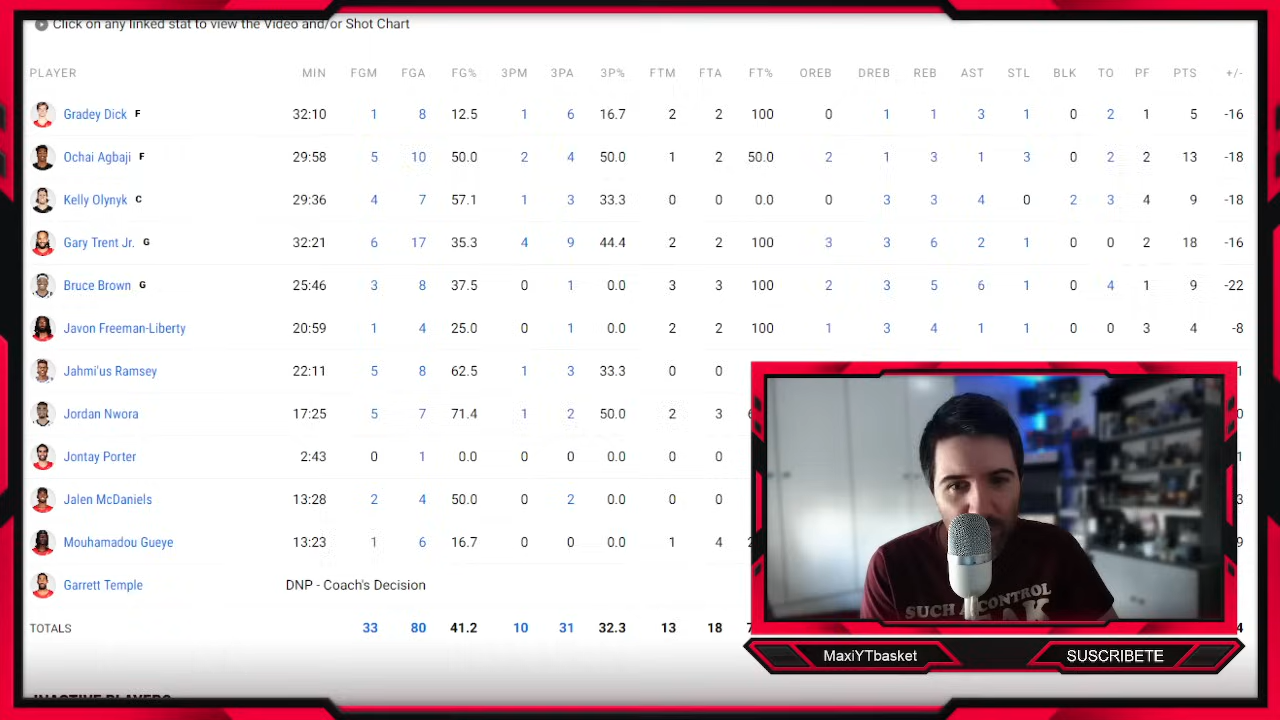 Click on any linked stat to view the Video and/or Shot Chart
PLAYER MIN FGM FGA FG% 3PM 3PA 3P% FTM FTA FT% OREB DREB REB AST STL BLK TO PF PTS +/-
Gradey Dick F 32:10 1 8 12.5 1 6 16.7 2 2 100 0 1 1 3 1 0 2 1 5 -16
Ochai Agbaji F 29:58 5 10 50.0 2 4 50.0 1 2 50.0 2 1 3 1 3 0 2 2 13 -18
Kelly Olynyk C 29:36 4 7 57.1 1 3 33.3 0 0 0.0 0 3 3 4 0 2 3 4 9 -18
Gary Trent Jr. G 32:21 6 17 35.3 4 9 44.4 2 2 100 3 3 6 2 1 0 0 2 18 -16
Bruce Brown G 25:46 3 8 37.5 0 1 0.0 3 3 100 2 3 5 6 1 0 4 1 9 -22
Javon Freeman-Liberty 20:59 1 4 25.0 0 1 0.0 2 2 100 1 3 4 1 1 0 0 3 4 -8
Jahmi'us Ramsey 22:11 5 8 62.5 1 3 33.3 0 0
Jordan Nwora 17:25 5 7 71.4 1 2 50.0 2 3
Jontay Porter 2:43 0 1 0.0 0 0 0.0 0 0
Jalen McDaniels 13:28 2 4 50.0 0 2 0.0 0 0
Mouhamadou Gueye 13:23 1 6 16.7 0 0 0.0 1 4
Garrett Temple DNP - Coach's Decision
TOTALS 33 80 41.2 10 31 32.3 13 18
SUCH A CONTROL
MaxiYTbasket SUSCRIBETE